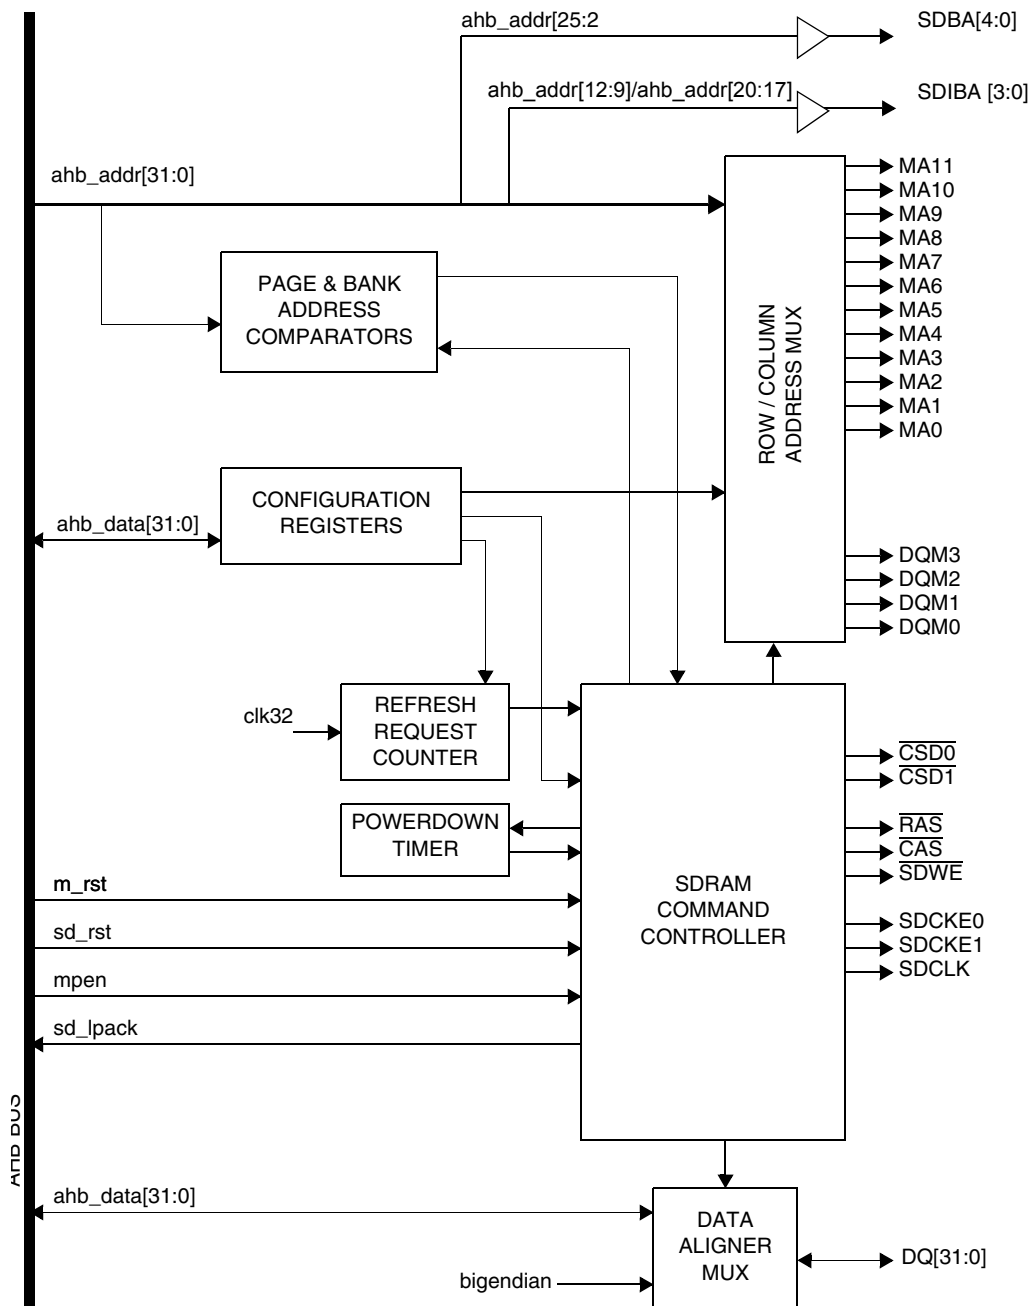 ahb_addr[25:2
SDBA[4:0]
ahb_addr[12:9]/ahb_addr[20:17]
SDIBA [3:0]
ahb_addr[31:0]
MA11
MA10
MA9
MA8
MA7
MA6
MA5
MA4
MA3
MA2
MA1
MA0
PAGE & BANK
ADDRESS
COMPARATORS
ROW / COLUMN
ADDRESS MUX
CONFIGURATION
REGISTERS
ahb_data[31:0]
DQM3
DQM2
DQM1
DQM0
clk32
REFRESH
REQUEST
COUNTER
CSD0
CSD1
POWERDOWN
TIMER
RAS
CAS
SDWE
m_rst
SDRAM
COMMAND
CONTROLLER
sd_rst
SDCKE0
SDCKE1
SDCLK
mpen
sd_lpack
AHB BUS
ahb_data[31:0]
DATA
ALIGNER
MUX
DQ[31:0]
bigendian